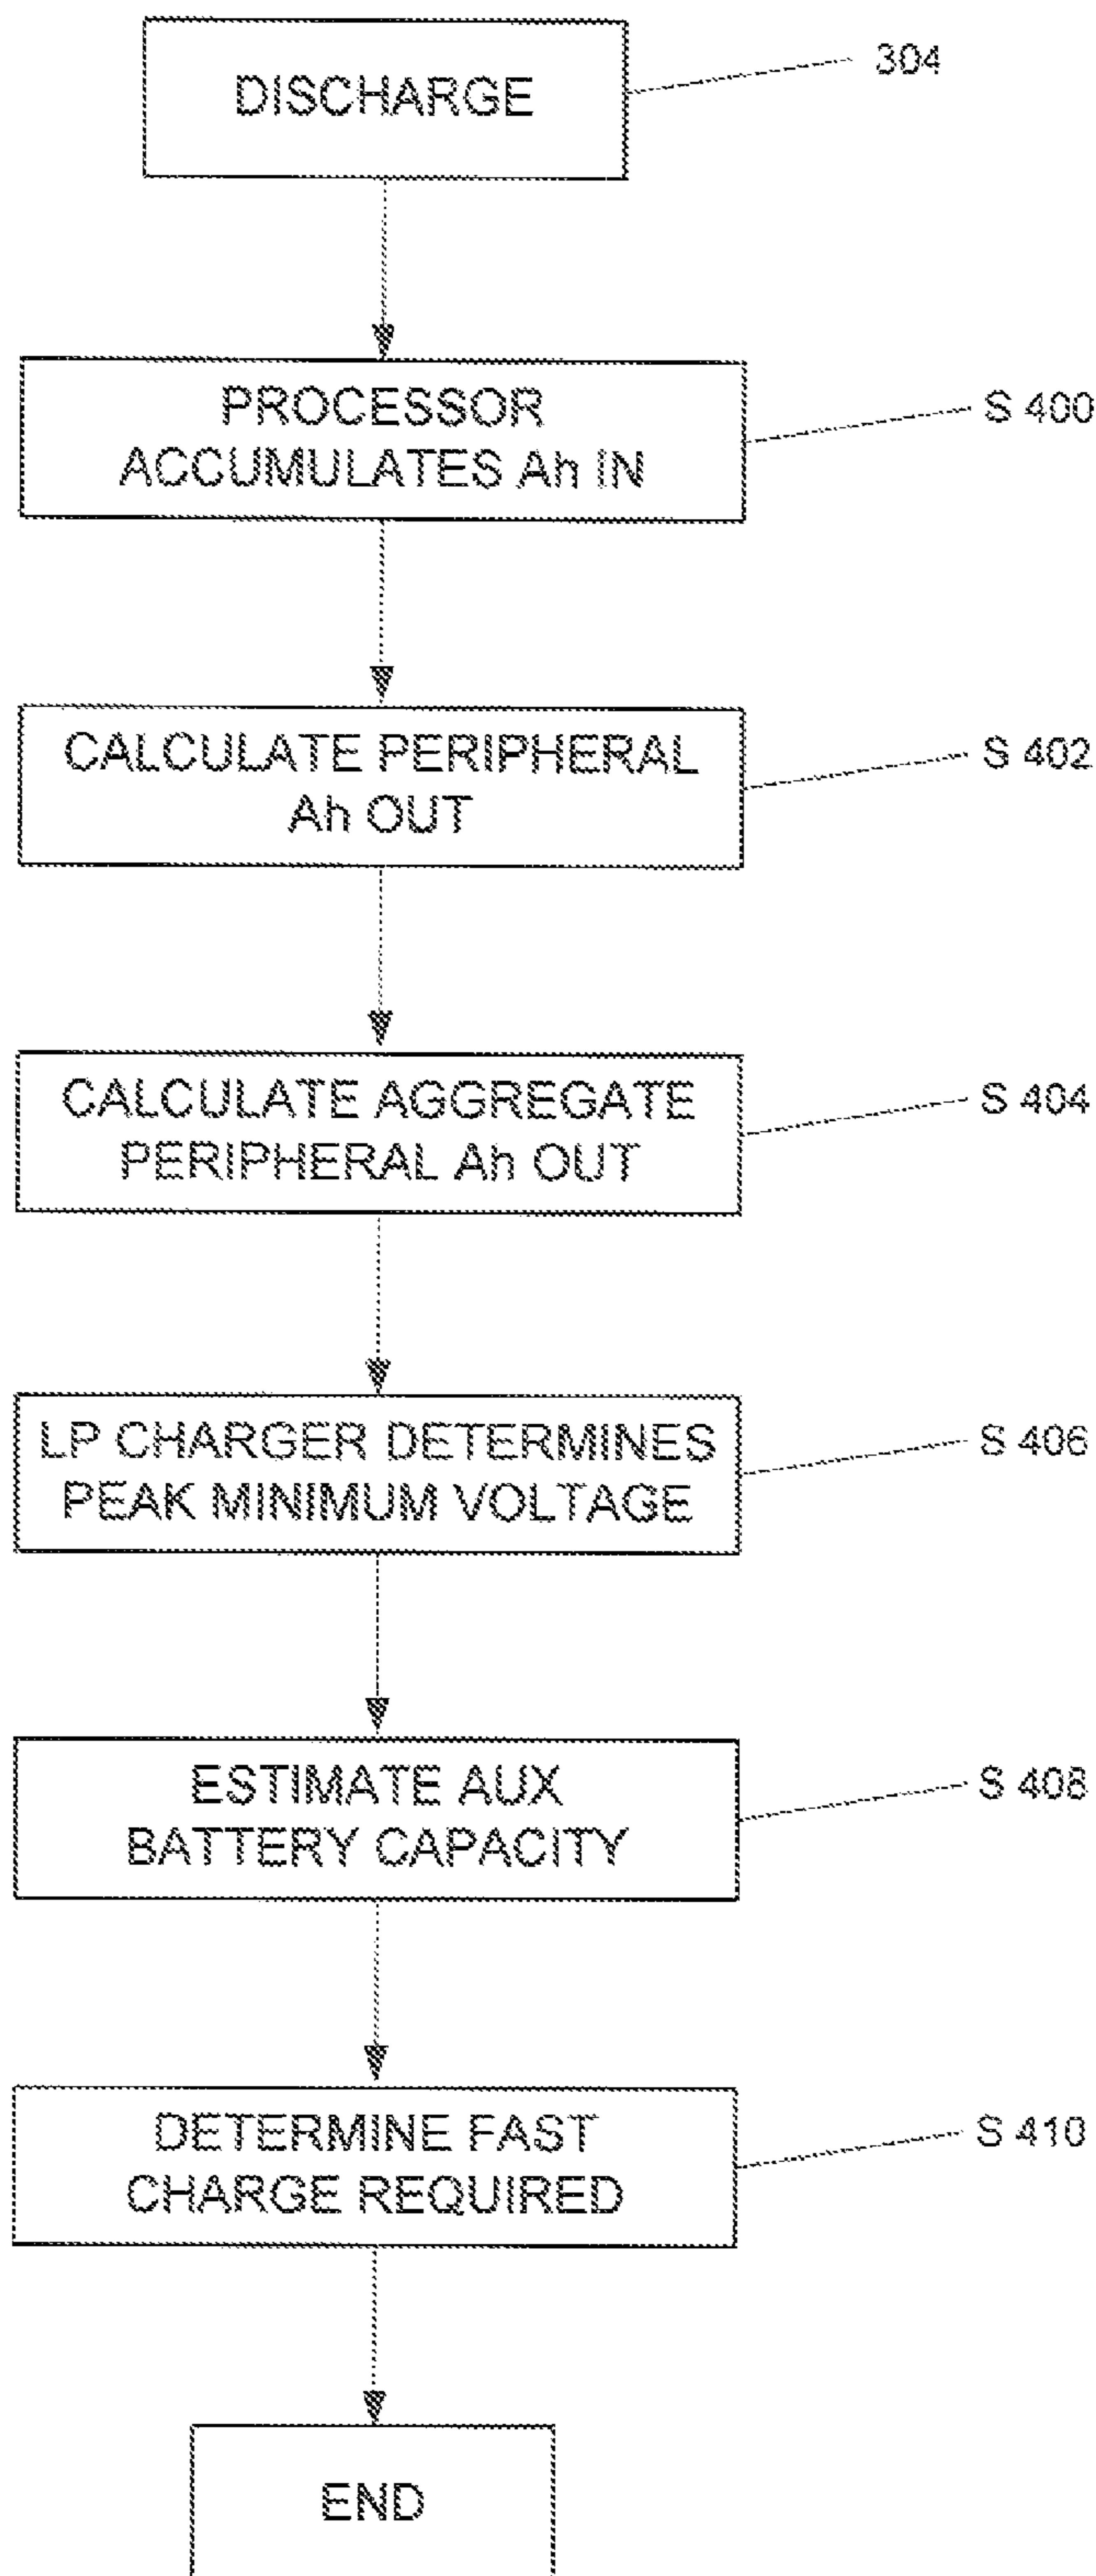 DISCHARGE
304
PROCESSOR
ACCUMULATES Ah IN
S 400
CALCULATE PERIPHERAL
Ah OUT
S 402
CALCULATE AGGREGATE
PERIPHERAL Ah OUT
S 404
LP CHARGER DETERMINES
PEAK MINIMUM VOLTAGE
S 406
ESTIMATE AUX
BATTERY CAPACITY
S 408
DETERMINE FAST
CHARGE REQUIRED
S 410
END